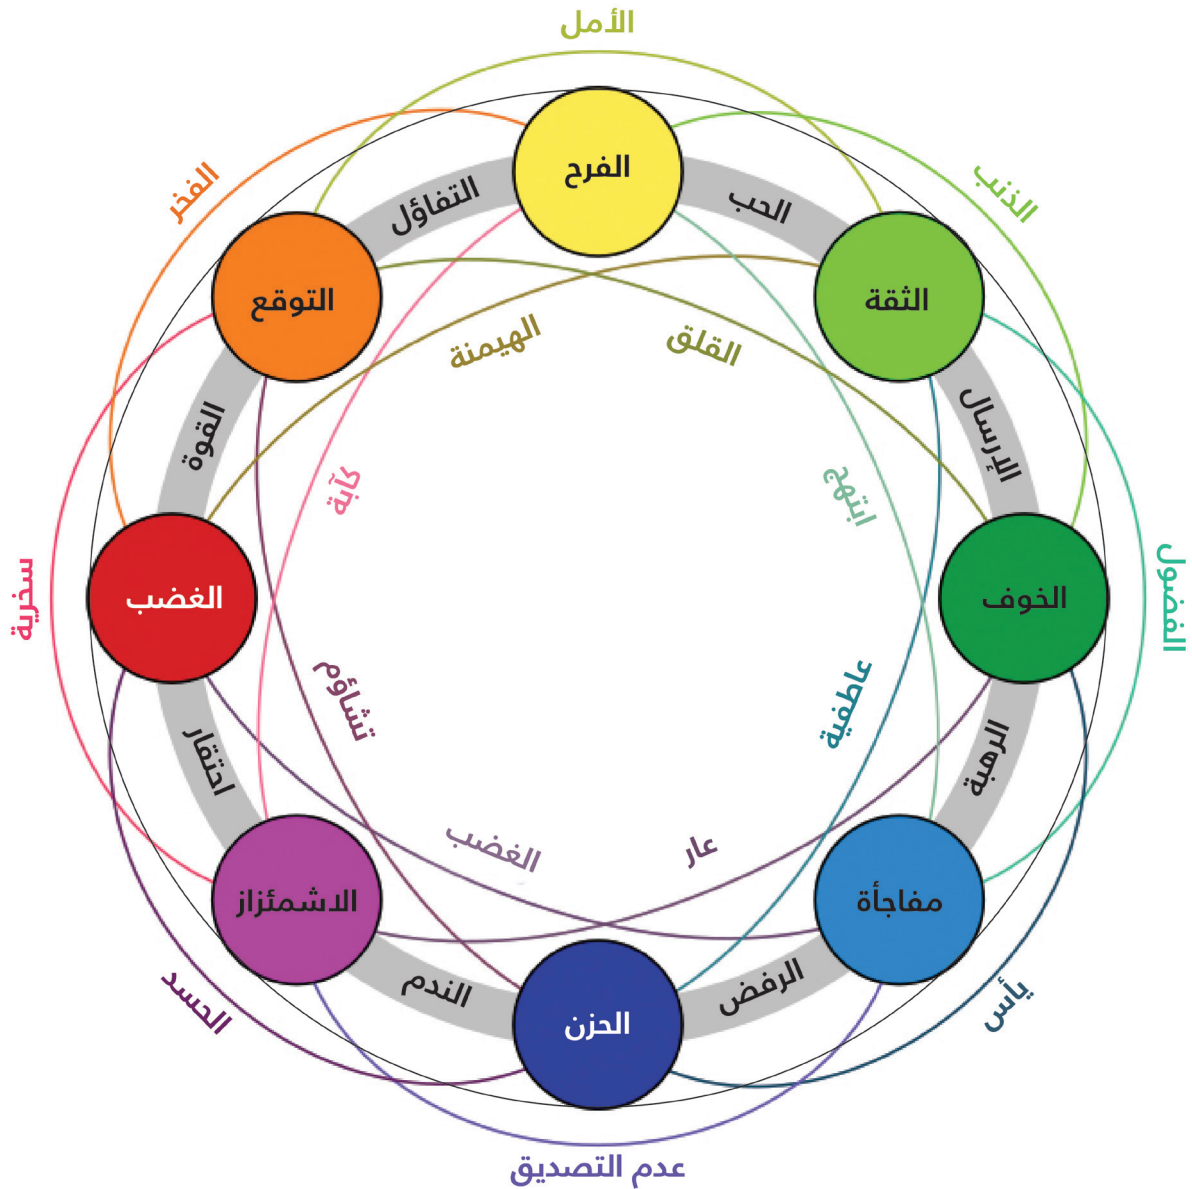 الأمل
الفخر
الذنب
الفرح
التفاؤل
الحب
التوقع
الثقة
الهيمنة
القلق
القوة
الإرسال
كآبة
ابتهج
سخرية
الغضب
الخوف
الفضول
تشاؤم
عاطفية
احتقار
الرهبة
الغضب
عار
الاشمئزاز
مفاجأة
الندم
الرفض
الحسد
يأس
الحزن
عدم التصديق